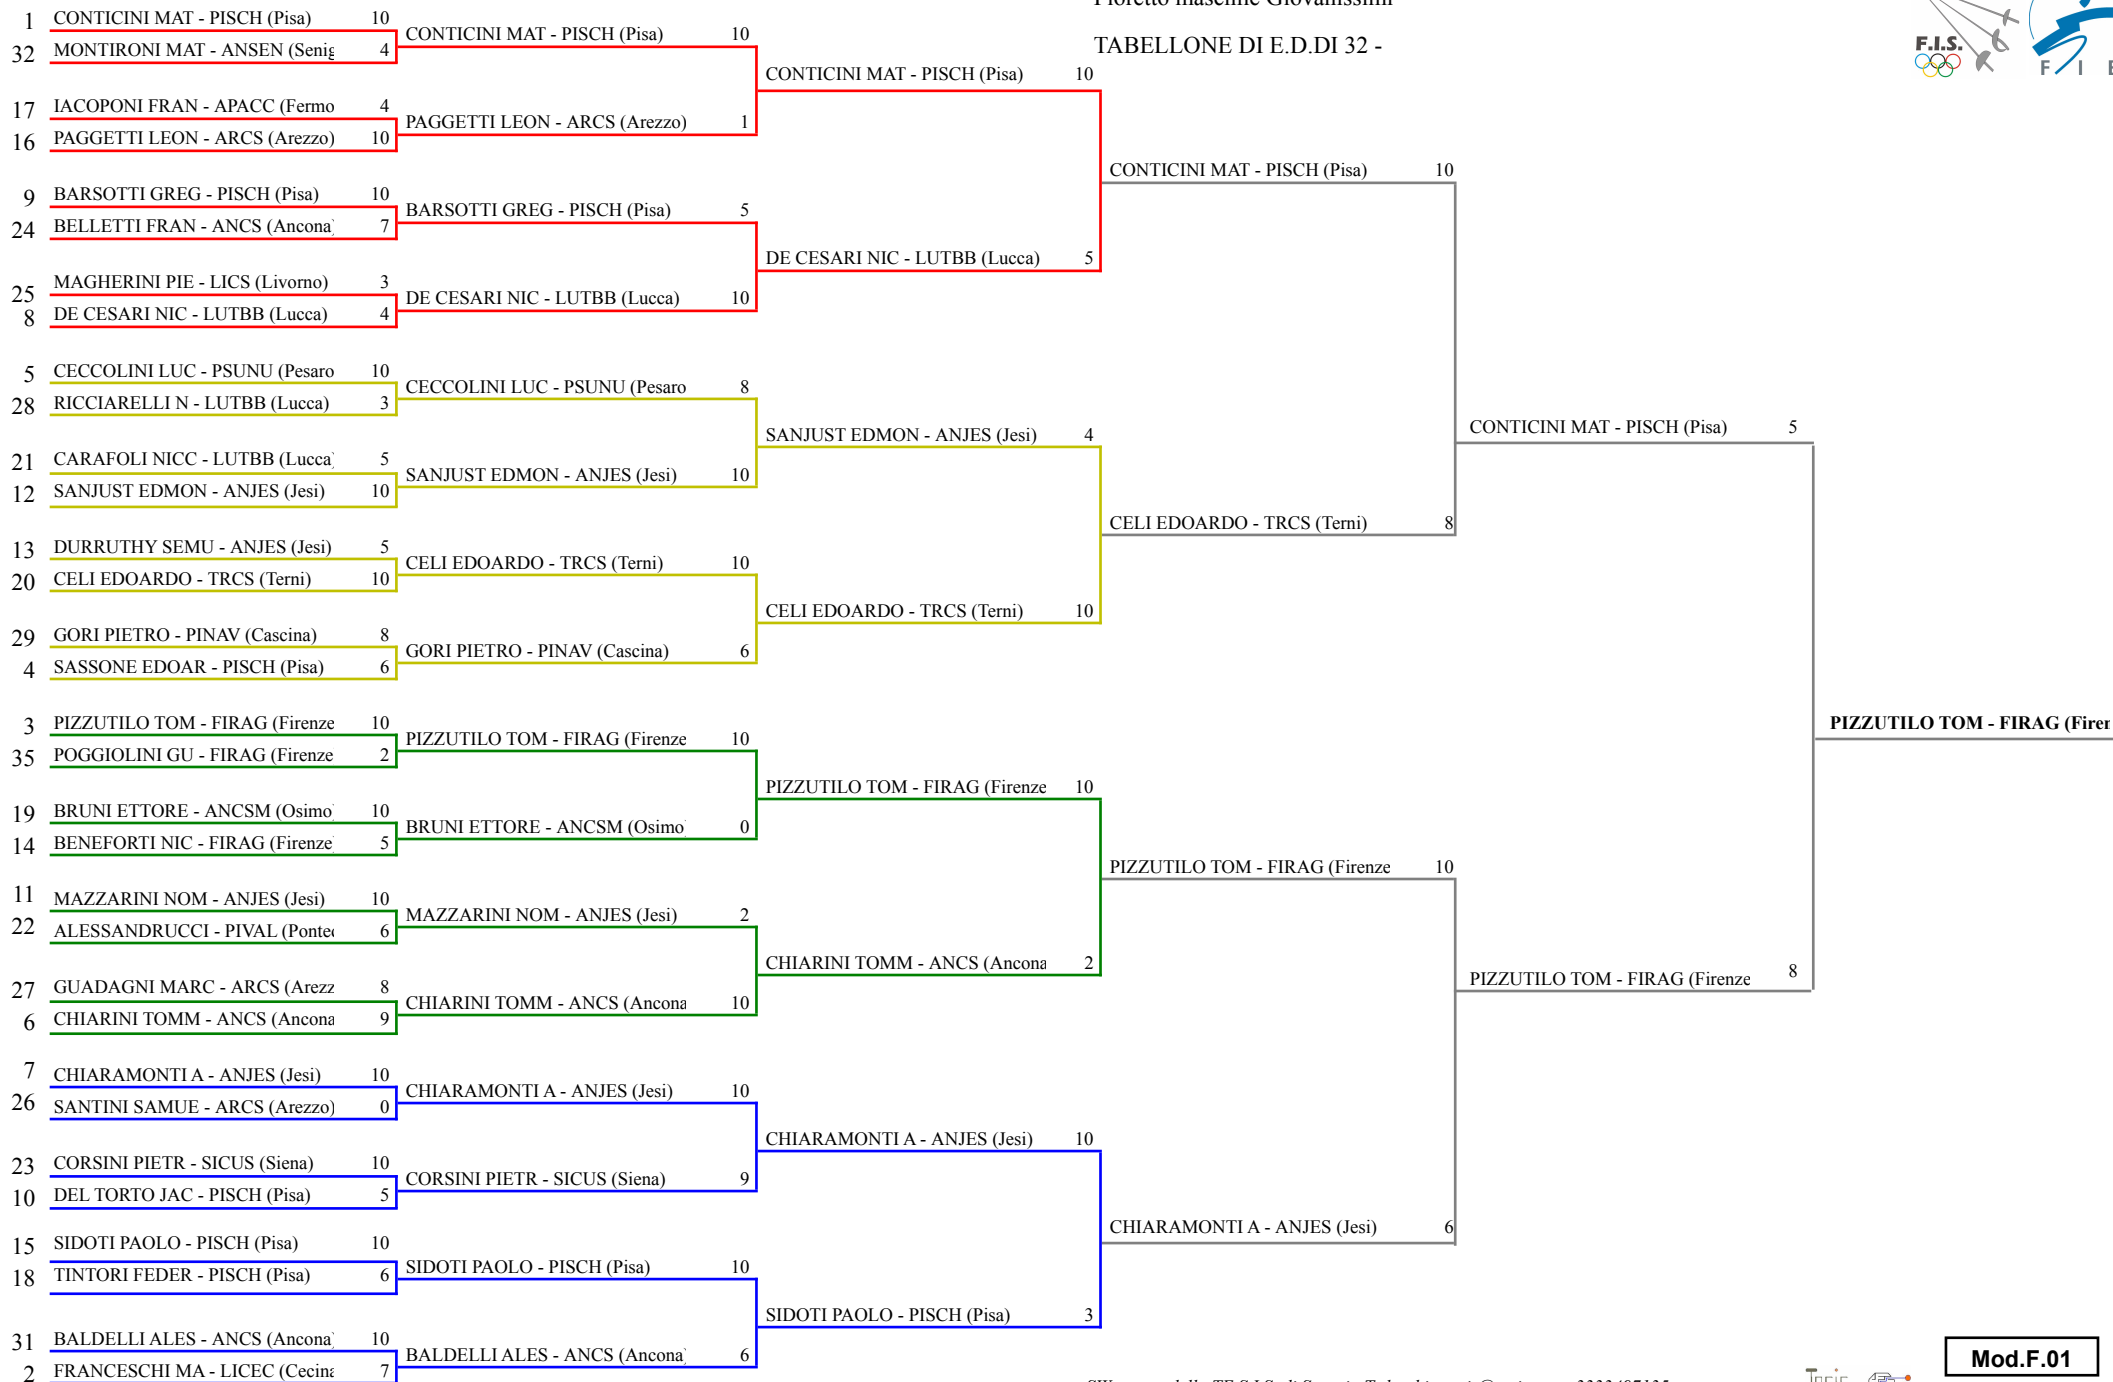 Fioretto maschile Giovanissimi
TABELLONE DI E.D.DI 32 -
F.I.S.
F I E
1 CONTICINI MAT - PISCH (Pisa) 10
32 MONTIRONI MAT - ANSEN (Senig 4
17 IACOPONI FRAN - APACC (Fermo 4
16 PAGGETTI LEON - ARCS (Arezzo) 10
9 BARSOTTI GREG - PISCH (Pisa) 10
24 BELLETTI FRAN - ANCS (Ancona) 7
25 MAGHERINI PIE - LICS (Livorno) 3
8 DE CESARI NIC - LUTBB (Lucca) 4
5 CECCOLINI LUC - PSUNU (Pesaro 10
28 RICCIARELLI N - LUTBB (Lucca) 3
21 CARAFOLI NICC - LUTBB (Lucca) 5
12 SANJUST EDMON - ANJES (Jesi) 10
13 DURRUTHY SEMU - ANJES (Jesi) 5
20 CELI EDOARDO - TRCS (Terni) 10
29 GORI PIETRO - PINAV (Cascina) 8
4 SASSONE EDOAR - PISCH (Pisa) 6
3 PIZZUTILO TOM - FIRAG (Firenze 10
35 POGGIOLINI GU - FIRAG (Firenze 2
19 BRUNI ETTORE - ANCSM (Osimo) 10
14 BENEFORTI NIC - FIRAG (Firenze 5
11 MAZZARINI NOM - ANJES (Jesi) 10
22 ALESSANDRUCCI - PIVAL (Ponte 6
27 GUADAGNI MARC - ARCS (Arezz 8
6 CHIARINI TOMM - ANCS (Ancona 9
7 CHIARAMONTI A - ANJES (Jesi) 10
26 SANTINI SAMUE - ARCS (Arezzo) 0
23 CORSINI PIETR - SICUS (Siena) 10
10 DEL TORTO JAC - PISCH (Pisa) 5
15 SIDOTI PAOLO - PISCH (Pisa) 10
18 TINTORI FEDER - PISCH (Pisa) 6
31 BALDELLI ALES - ANCS (Ancona) 10
2 FRANCESCHI MA - LICEC (Cecina 7
CONTICINI MAT - PISCH (Pisa) 10
PAGGETTI LEON - ARCS (Arezzo) 1
BARSOTTI GREG - PISCH (Pisa) 5
DE CESARI NIC - LUTBB (Lucca) 10
CECCOLINI LUC - PSUNU (Pesaro 8
SANJUST EDMON - ANJES (Jesi) 10
CELI EDOARDO - TRCS (Terni) 10
GORI PIETRO - PINAV (Cascina) 6
PIZZUTILO TOM - FIRAG (Firenze 10
BRUNI ETTORE - ANCSM (Osimo) 0
MAZZARINI NOM - ANJES (Jesi) 2
CHIARINI TOMM - ANCS (Ancona 10
CHIARAMONTI A - ANJES (Jesi) 10
CORSINI PIETR - SICUS (Siena) 9
SIDOTI PAOLO - PISCH (Pisa) 10
BALDELLI ALES - ANCS (Ancona) 6
CONTICINI MAT - PISCH (Pisa) 10
DE CESARI NIC - LUTBB (Lucca) 5
SANJUST EDMON - ANJES (Jesi) 4
CELI EDOARDO - TRCS (Terni) 10
PIZZUTILO TOM - FIRAG (Firenze 10
CHIARINI TOMM - ANCS (Ancona 2
CHIARAMONTI A - ANJES (Jesi) 10
SIDOTI PAOLO - PISCH (Pisa) 3
CONTICINI MAT - PISCH (Pisa) 10
CELI EDOARDO - TRCS (Terni) 8
PIZZUTILO TOM - FIRAG (Firenze 10
CHIARAMONTI A - ANJES (Jesi) 6
CONTICINI MAT - PISCH (Pisa) 5
PIZZUTILO TOM - FIRAG (Firenze 8
PIZZUTILO TOM - FIRAG (Firen
Mod.F.01